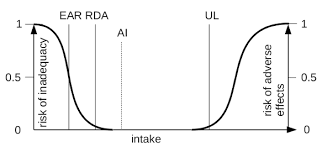 EAR RDA
UL
AI
1
0.5
0
risk of inadequacy
risk of adverse
effects
1
0.5
0
intake